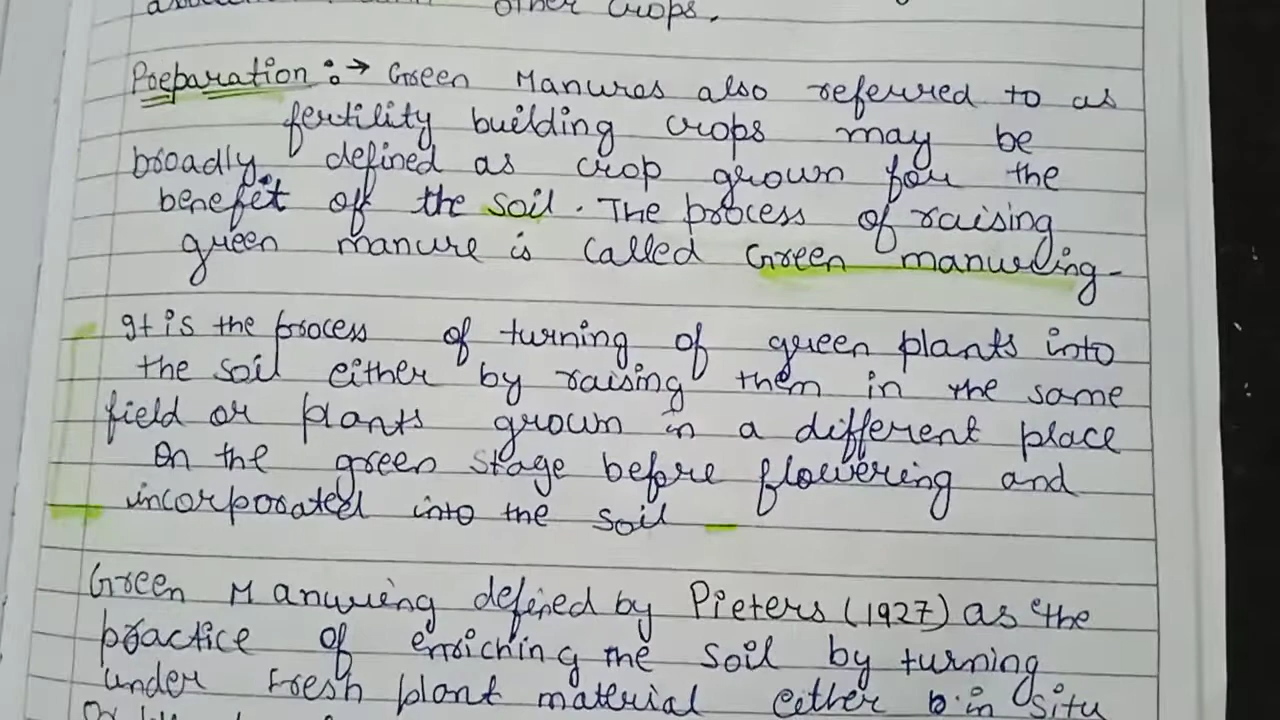 other crops.
Preparation :→ Green Manures also referred to as
fertility building crops may be
broadly defined as crop grown for the
benefit of the soil. The process of raising
green manure is called Green manuring-
It is the process of turning of green plants into
the soil either by raising them in the same
field or plants grown in a different place
On the green stage before flowering and
incorporated into the soil
Green Manuring defined by Pieters (1927) as "the
practice of enriching the soil by turning
under Fresh plant material either in situ